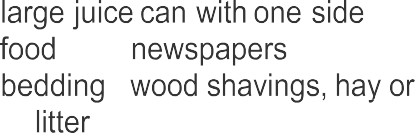 large juice can with one side
food newspapers
bedding wood shavings, hay or
litter